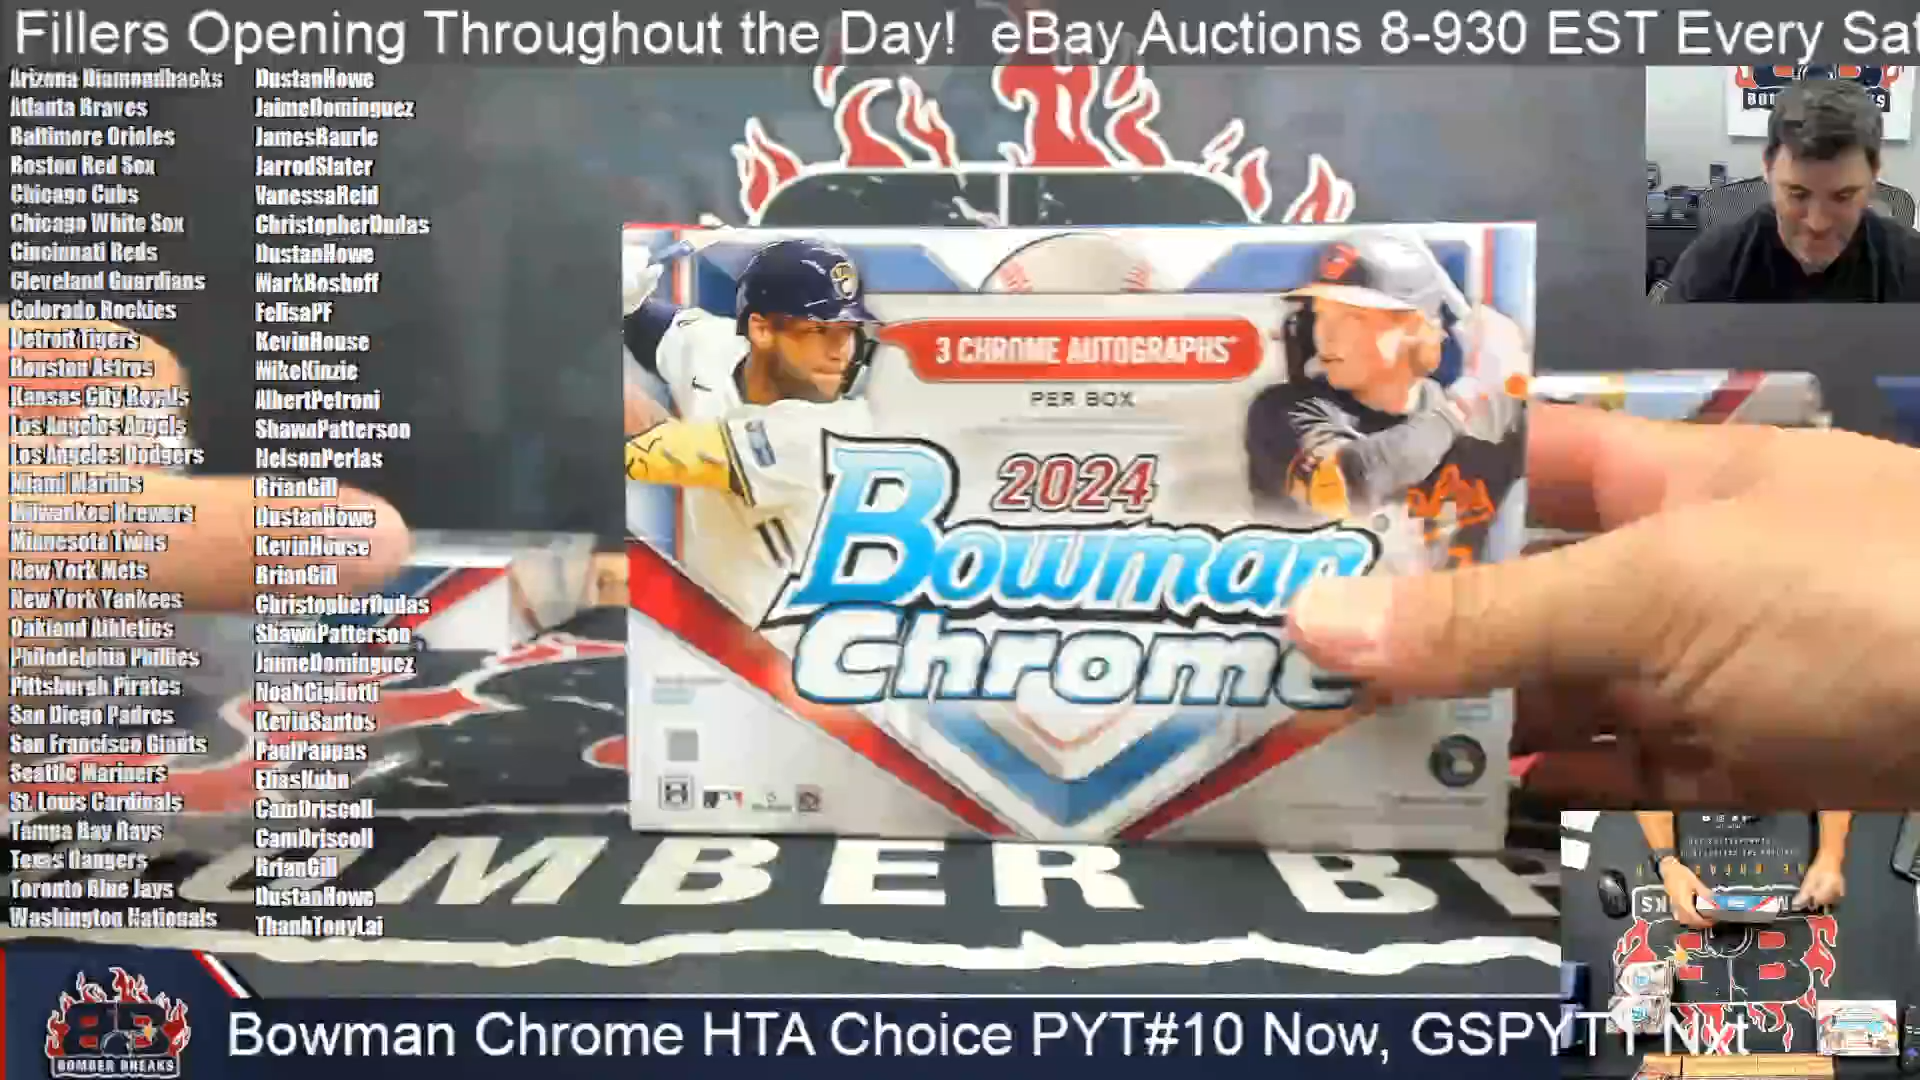 Fillers Opening Throughout the Day!  eBay Auctions 8-930 EST Every Sat
Arizona Diamondbacks DustanHowe
Atlanta Braves JaimeDominguez
Baltimore Orioles JamesBaurle
Boston Red Sox JarrodSlater
Chicago Cubs VanessaReid
Chicago White Sox ChristopherDudas
Cincinnati Reds DustanHowe
Cleveland Guardians MarkBoshoff
Colorado Rockies FelisaPF
Detroit Tigers KevinHouse
Houston Astros MikeKinzie
Kansas City Royals AlbertPetroni
Los Angeles Angels ShawnPatterson
Los Angeles Dodgers NelsonPerlas
Miami Marlins BrianGill
Milwaukee Brewers DustanHowe
Minnesota Twins KevinHouse
New York Mets BrianGill
New York Yankees ChristopherDudas
Oakland Athletics ShawnPatterson
Philadelphia Phillies JaimeDominguez
Pittsburgh Pirates NoahGigliotti
San Diego Padres KevinSantos
San Francisco Giants PaulPappas
Seattle Mariners EliasKuhn
St. Louis Cardinals CamDriscoll
Tampa Bay Rays CamDriscoll
Texas Rangers BrianGill
Toronto Blue Jays DustanHowe
Washington Nationals ThanhTonyLai
3 CHROME AUTOGRAPHS
PER BOX
2024
Bowman
Chrome
OMBER BR
BOMBER BREAKS
Bowman Chrome HTA Choice PYT#10 Now, GSPYT1 Nxt